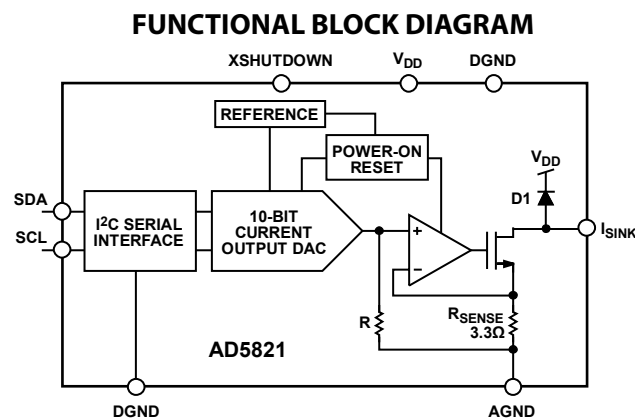 FUNCTIONAL BLOCK DIAGRAM
XSHUTDOWN
VDD
DGND
REFERENCE
POWER-ON
RESET
VDD
D1
SDA
SCL
I2C SERIAL
INTERFACE
10-BIT
CURRENT
OUTPUT DAC
+
–
ISINK
R
RSENSE
3.3Ω
AD5821
DGND
AGND